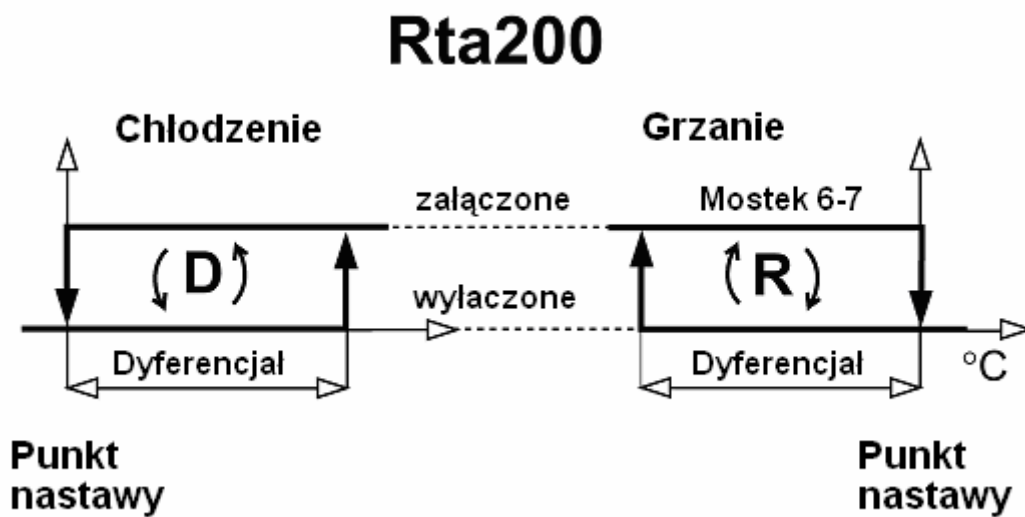 Rta200
Chłodzenie
Grzanie
załączone
Mostek 6-7
D
R
wyłaczone
Dyferencjał
Dyferencjał
°C
Punkt
nastawy
Punkt
nastawy